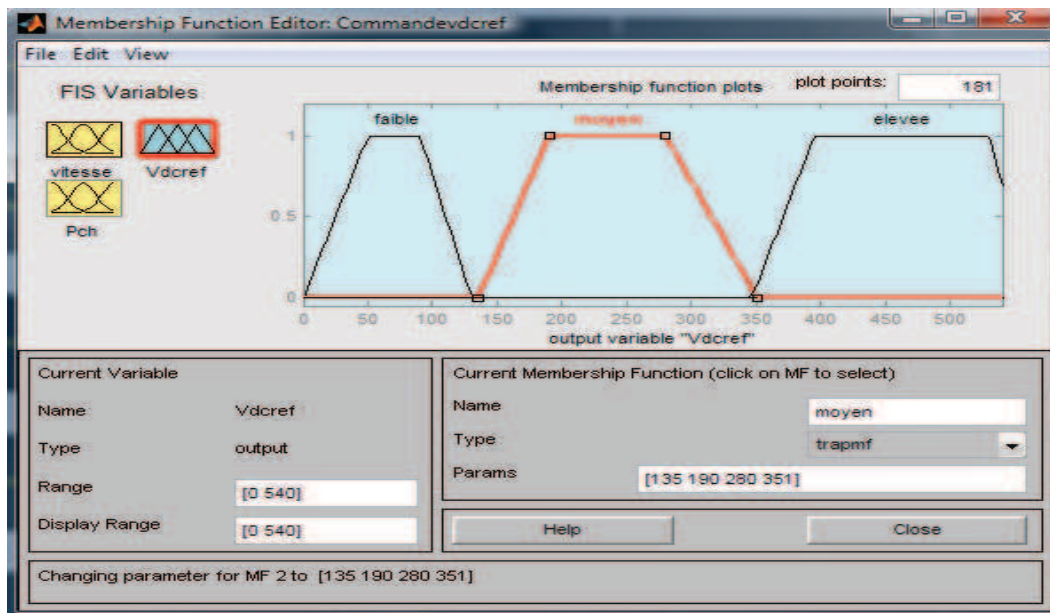 Membership Function Editor: Commandevdcref
File Edit View
FIS Variables
Membership function plots
plot points:
181
vitesse
Vdcref
Pch
faible
moyen
elevee
1
0.5
0
0 50 100 150 200 250 300 350 400 450 500
output variable "Vdcref"
Current Variable
Name Vdcref
Type output
Range [0 540]
Display Range [0 540]
Current Membership Function (click on MF to select)
Name moyen
Type trapmf
Params [135 190 280 351]
Help
Close
Changing parameter for MF 2 to [135 190 280 351]